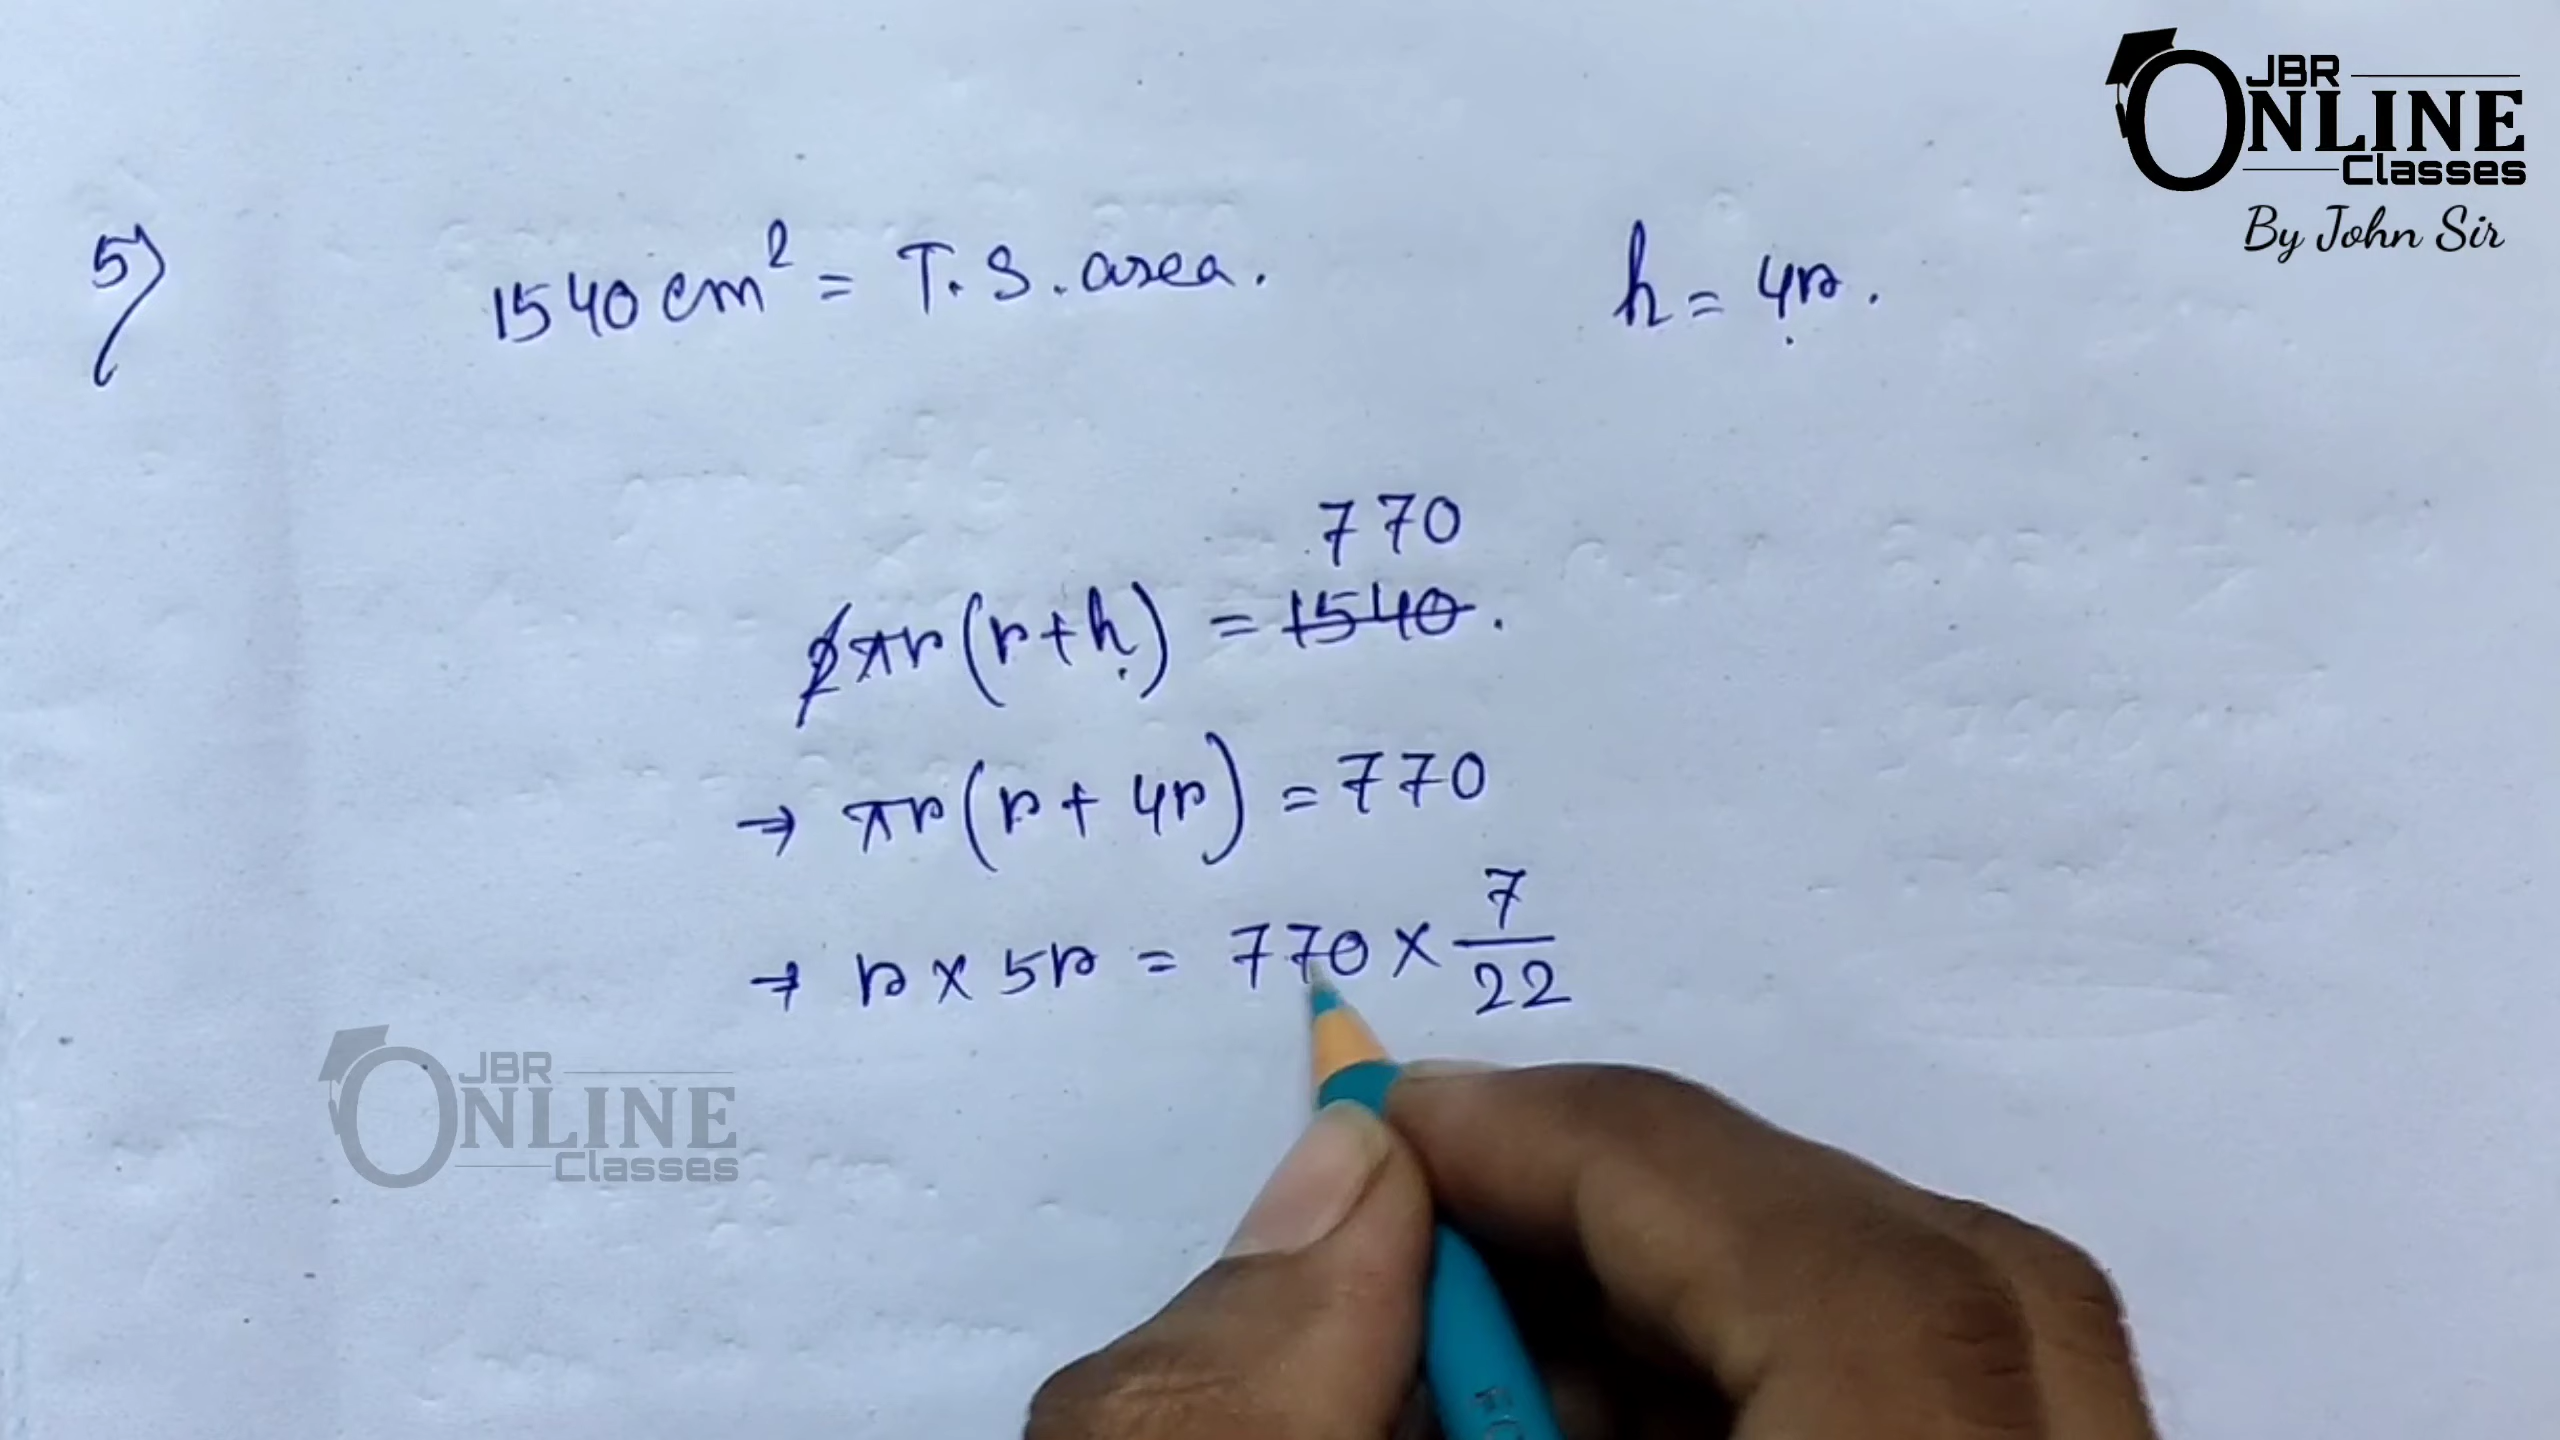 JBR
ONLINE
Classes
By John Sir
5)
1540 cm² = T. S. area.
h = 4r.
770
2πr(r+h) = 1540.
→ πr(r + 4r) = 770
→ r × 5r = 770 × 7/22
JBR
ONLINE
Classes